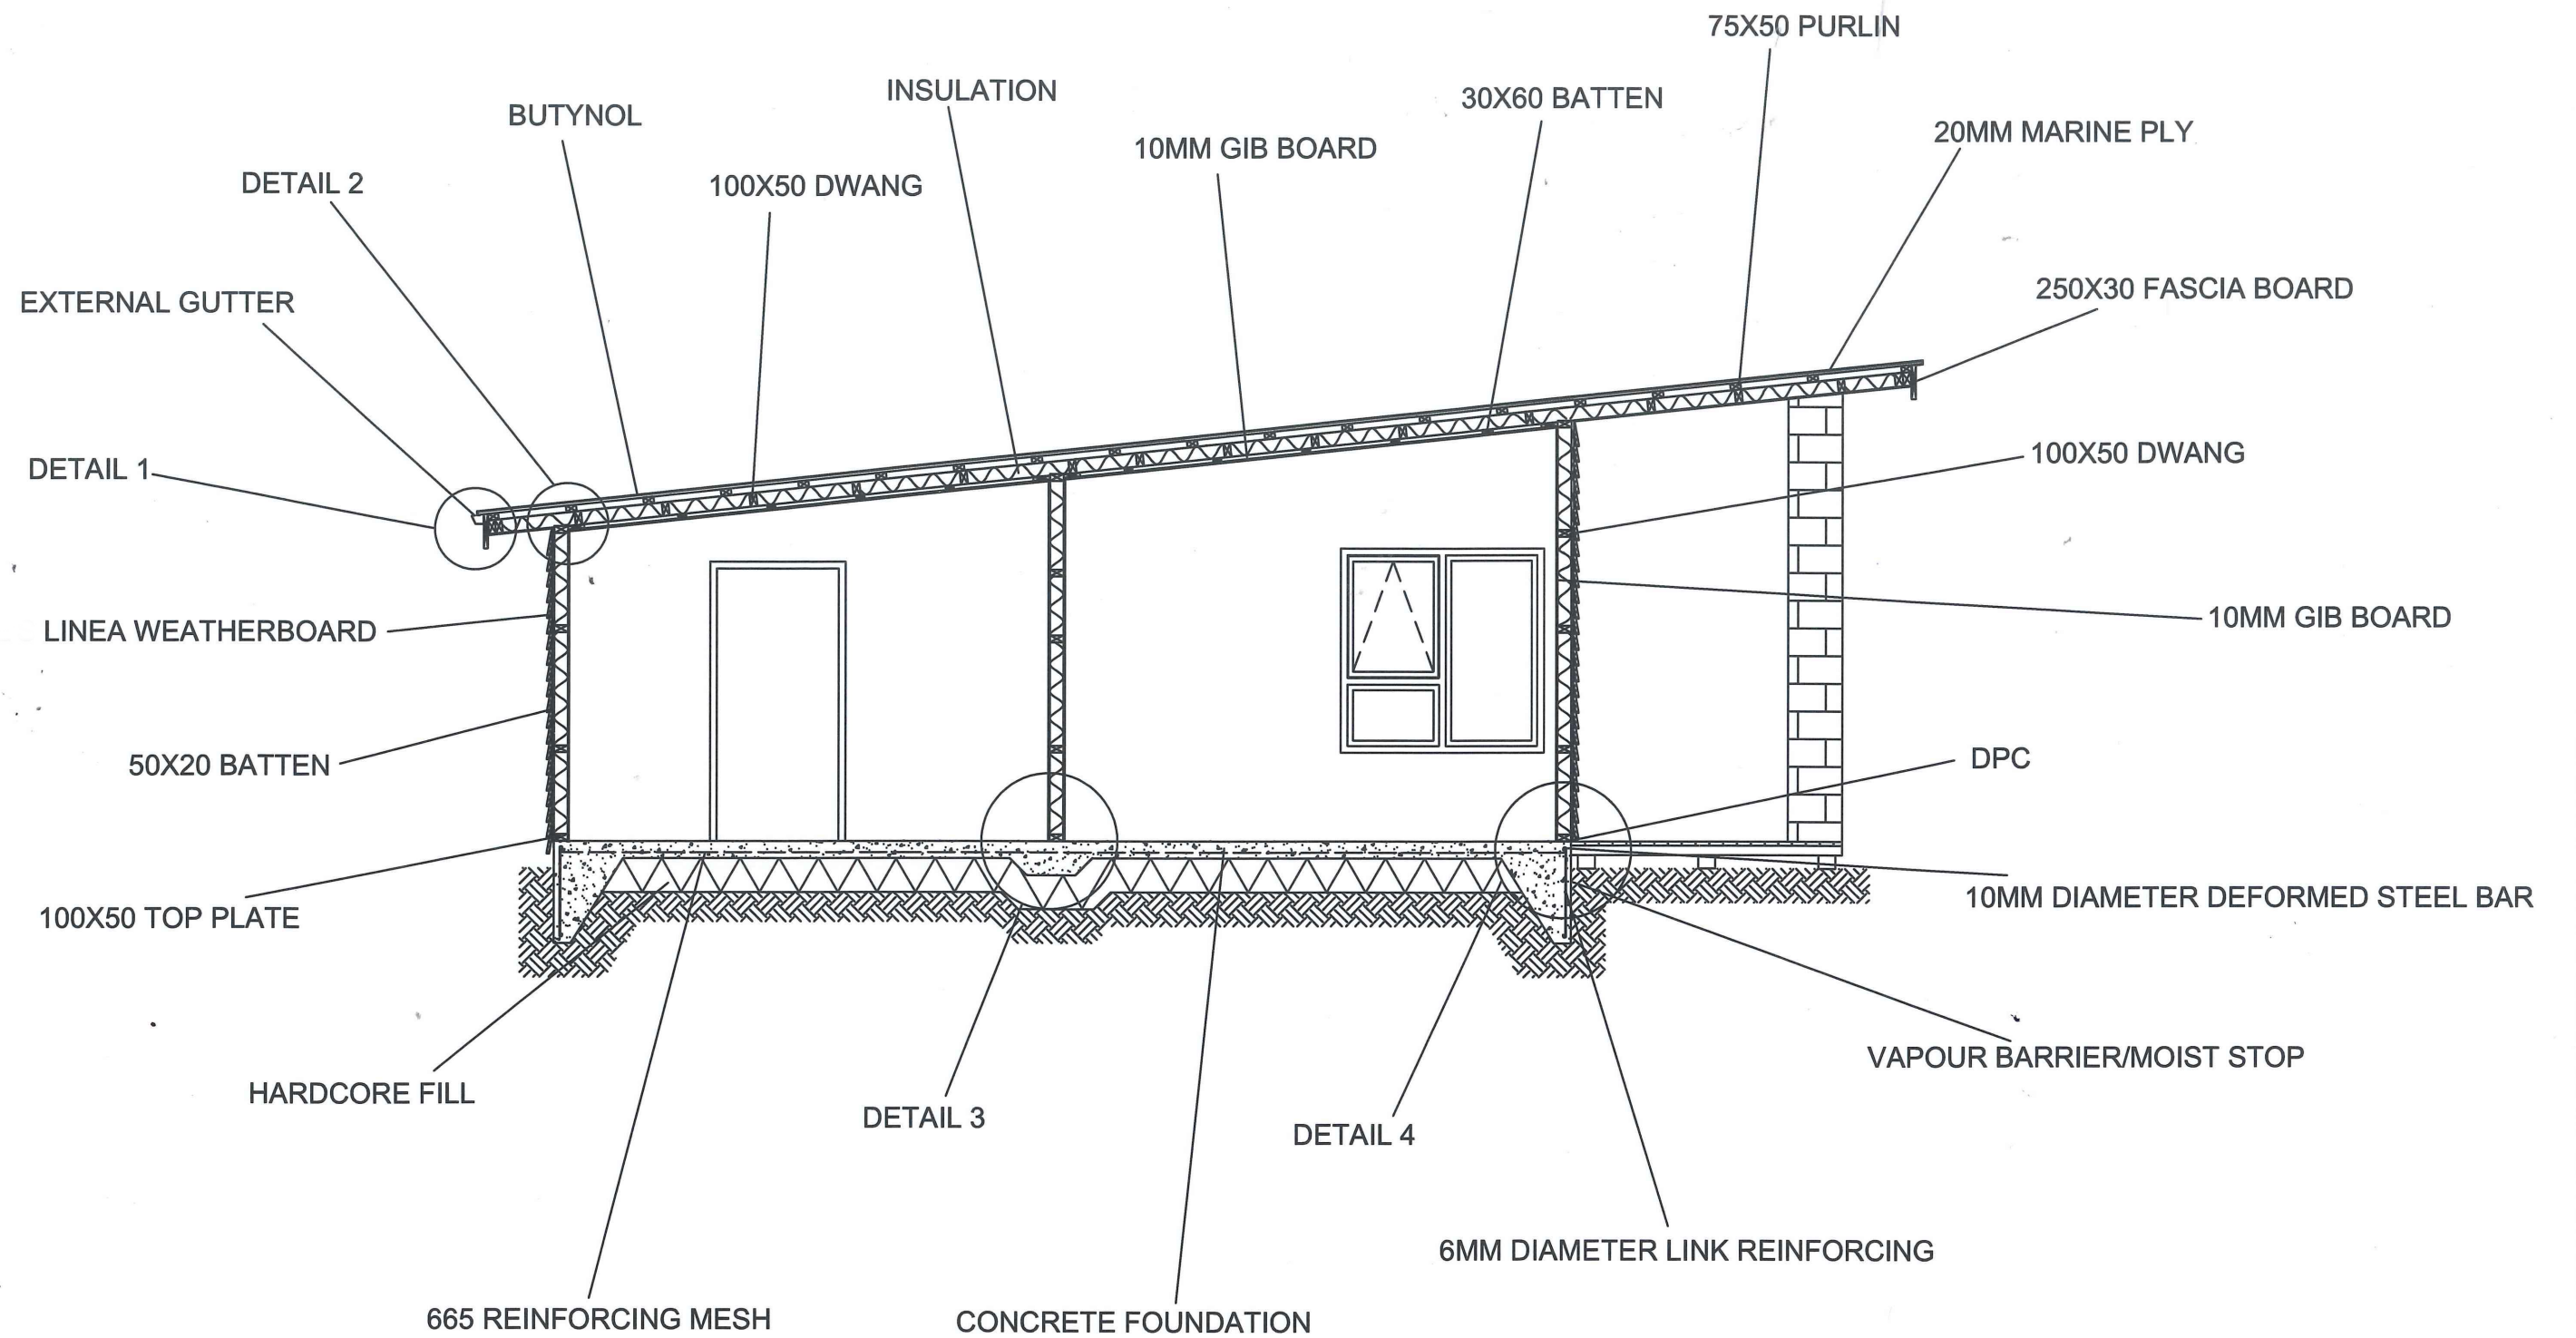 75X50 PURLIN
INSULATION
30X60 BATTEN
BUTYNOL
20MM MARINE PLY
10MM GIB BOARD
DETAIL 2
100X50 DWANG
250X30 FASCIA BOARD
EXTERNAL GUTTER
100X50 DWANG
DETAIL 1
10MM GIB BOARD
LINEA WEATHERBOARD
DPC
50X20 BATTEN
10MM DIAMETER DEFORMED STEEL BAR
100X50 TOP PLATE
VAPOUR BARRIER/MOIST STOP
HARDCORE FILL
DETAIL 3
DETAIL 4
6MM DIAMETER LINK REINFORCING
665 REINFORCING MESH
CONCRETE FOUNDATION